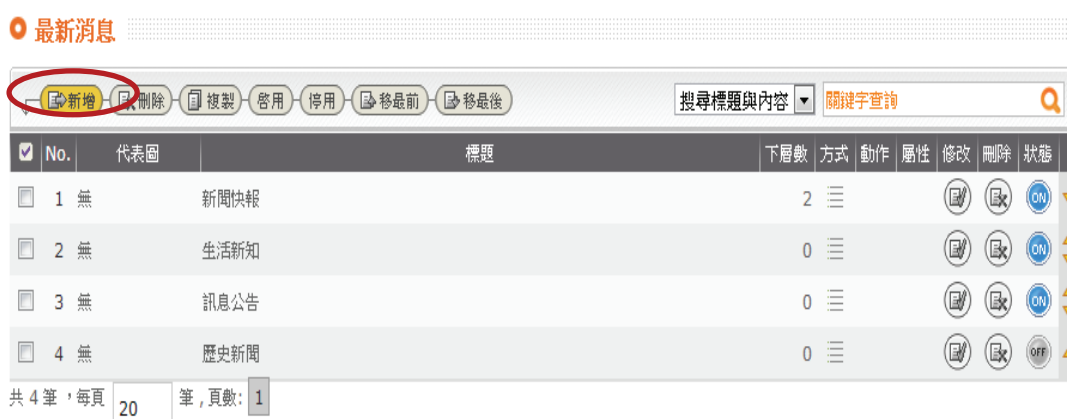 最新消息
新增 刪除 複製 啓用 停用 移最前 移最後 搜尋標題與內容 關鍵字查詢
No. 代表圖 標題 下層數 方式 動作 屬性 修改 刪除 狀態
1 無 新聞快報 2 ON
2 無 生活新知 0 ON
3 無 訊息公告 0 ON
4 無 歷史新聞 0 OFF
共 4 筆，每頁 20 筆 , 頁數: 1